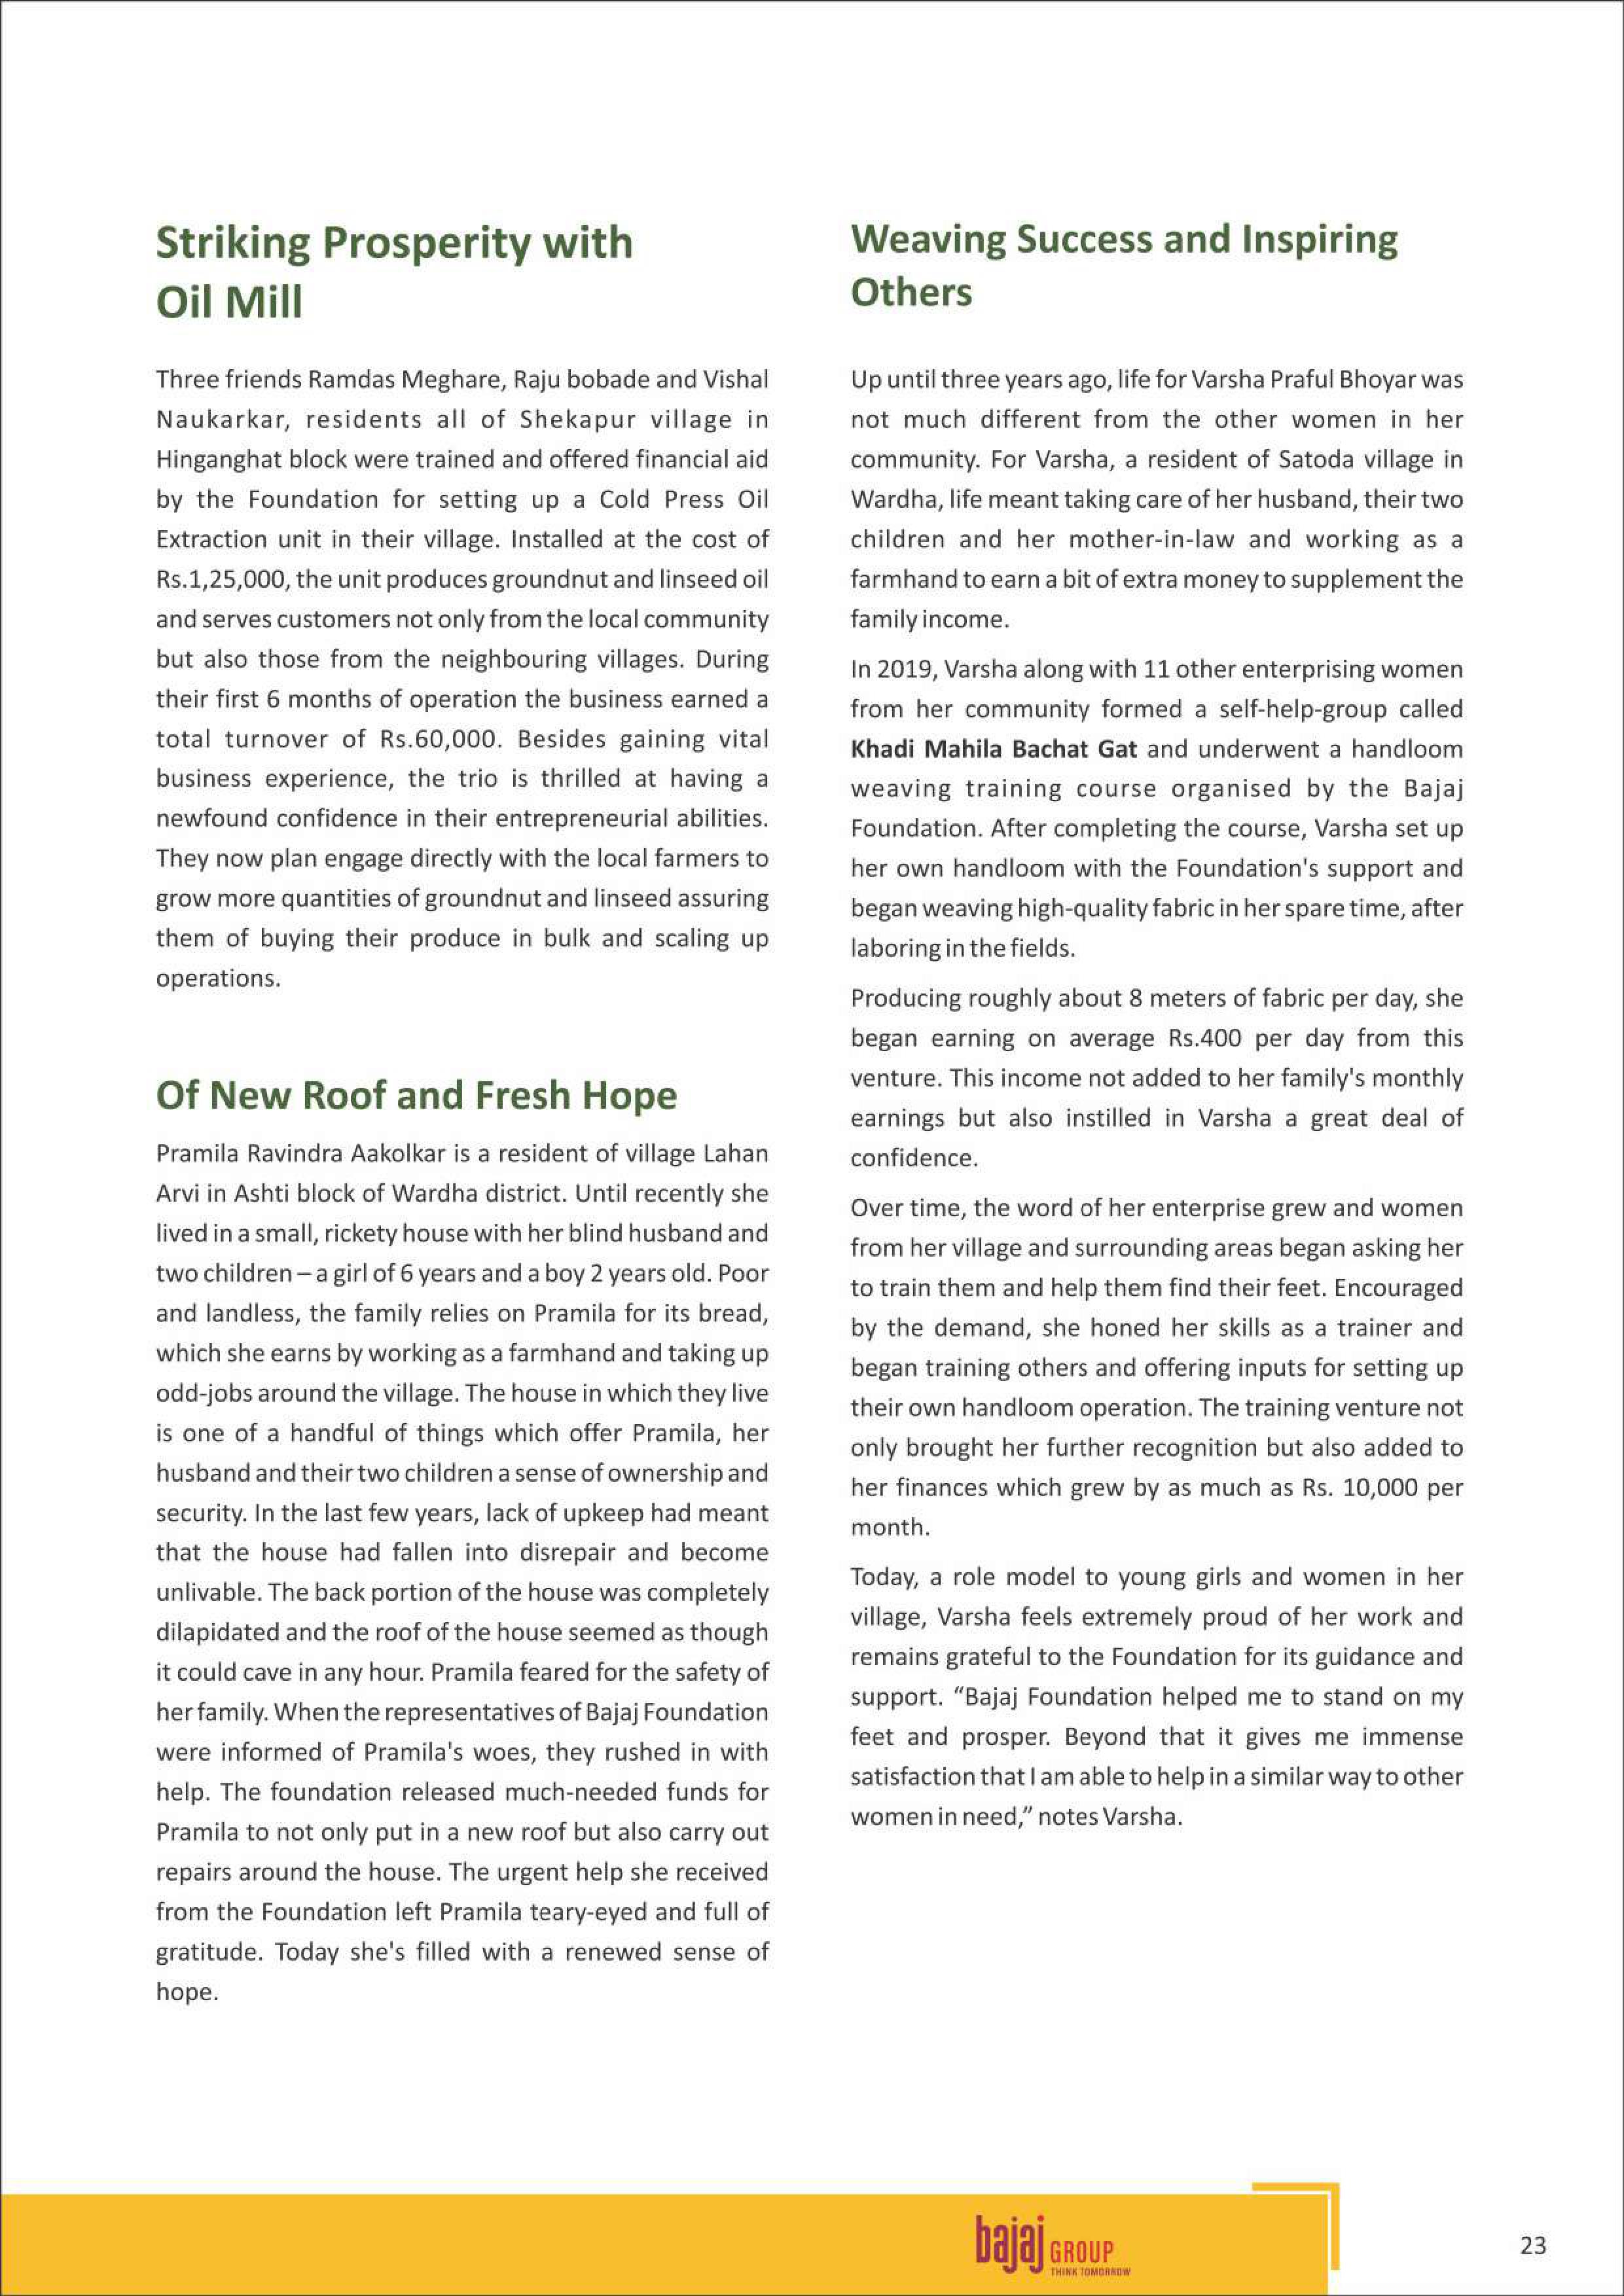 Striking Prosperity with
Oil Mill
Three friends Ramdas Meghare, Raju bobade and Vishal
Naukarkar, residents all of Shekapur village in
Hinganghat block were trained and offered financial aid
by the Foundation for setting up a Cold Press Oil
Extraction unit in their village. Installed at the cost of
Rs.1,25,000, the unit produces groundnut and linseed oil
and serves customers not only from the local community
but also those from the neighbouring villages. During
their first 6 months of operation the business earned a
total turnover of Rs.60,000. Besides gaining vital
business experience, the trio is thrilled at having a
newfound confidence in their entrepreneurial abilities.
They now plan engage directly with the local farmers to
grow more quantities of groundnut and linseed assuring
them of buying their produce in bulk and scaling up
operations.
Of New Roof and Fresh Hope
Pramila Ravindra Aakolkar is a resident of village Lahan
Arvi in Ashti block of Wardha district. Until recently she
lived in a small, rickety house with her blind husband and
two children – a girl of 6 years and a boy 2 years old. Poor
and landless, the family relies on Pramila for its bread,
which she earns by working as a farmhand and taking up
odd-jobs around the village. The house in which they live
is one of a handful of things which offer Pramila, her
husband and their two children a sense of ownership and
security. In the last few years, lack of upkeep had meant
that the house had fallen into disrepair and become
unlivable. The back portion of the house was completely
dilapidated and the roof of the house seemed as though
it could cave in any hour. Pramila feared for the safety of
her family. When the representatives of Bajaj Foundation
were informed of Pramila's woes, they rushed in with
help. The foundation released much-needed funds for
Pramila to not only put in a new roof but also carry out
repairs around the house. The urgent help she received
from the Foundation left Pramila teary-eyed and full of
gratitude. Today she's filled with a renewed sense of
hope.
Weaving Success and Inspiring
Others
Up until three years ago, life for Varsha Praful Bhoyar was
not much different from the other women in her
community. For Varsha, a resident of Satoda village in
Wardha, life meant taking care of her husband, their two
children and her mother-in-law and working as a
farmhand to earn a bit of extra money to supplement the
family income.
In 2019, Varsha along with 11 other enterprising women
from her community formed a self-help-group called
Khadi Mahila Bachat Gat and underwent a handloom
weaving training course organised by the Bajaj
Foundation. After completing the course, Varsha set up
her own handloom with the Foundation's support and
began weaving high-quality fabric in her spare time, after
laboring in the fields.
Producing roughly about 8 meters of fabric per day, she
began earning on average Rs.400 per day from this
venture. This income not added to her family's monthly
earnings but also instilled in Varsha a great deal of
confidence.
Over time, the word of her enterprise grew and women
from her village and surrounding areas began asking her
to train them and help them find their feet. Encouraged
by the demand, she honed her skills as a trainer and
began training others and offering inputs for setting up
their own handloom operation. The training venture not
only brought her further recognition but also added to
her finances which grew by as much as Rs. 10,000 per
month.
Today, a role model to young girls and women in her
village, Varsha feels extremely proud of her work and
remains grateful to the Foundation for its guidance and
support. “Bajaj Foundation helped me to stand on my
feet and prosper. Beyond that it gives me immense
satisfaction that I am able to help in a similar way to other
women in need,” notes Varsha.
bajaj GROUP
THINK TOMORROW
23